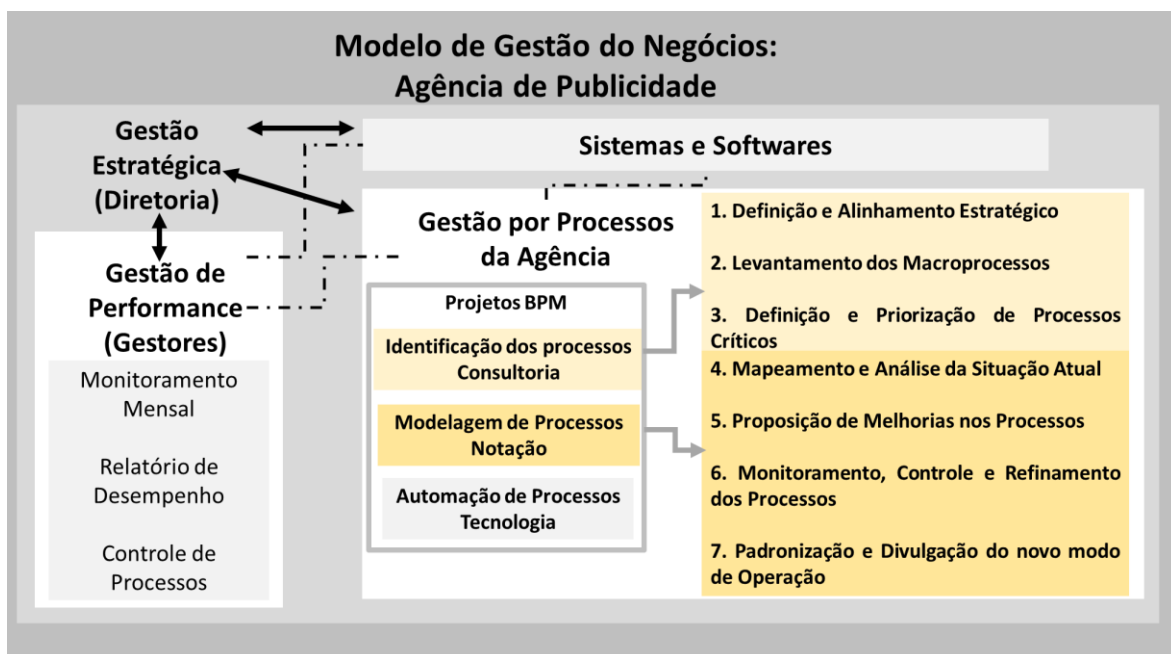 Modelo de Gestão do Negócios:
Agência de Publicidade
Gestão
Estratégica
(Diretoria)
Sistemas e Softwares
Gestão de
Performance
(Gestores)
Monitoramento
Mensal
Relatório de
Desempenho
Controle de
Processos
Gestão por Processos
da Agência
Projetos BPM
Identificação dos processos
Consultoria
Modelagem de Processos
Notação
Automação de Processos
Tecnologia
1. Definição e Alinhamento Estratégico
2. Levantamento dos Macroprocessos
3. Definição e Priorização de Processos
Críticos
4. Mapeamento e Análise da Situação Atual
5. Proposição de Melhorias nos Processos
6. Monitoramento, Controle e Refinamento
dos Processos
7. Padronização e Divulgação do novo modo
de Operação